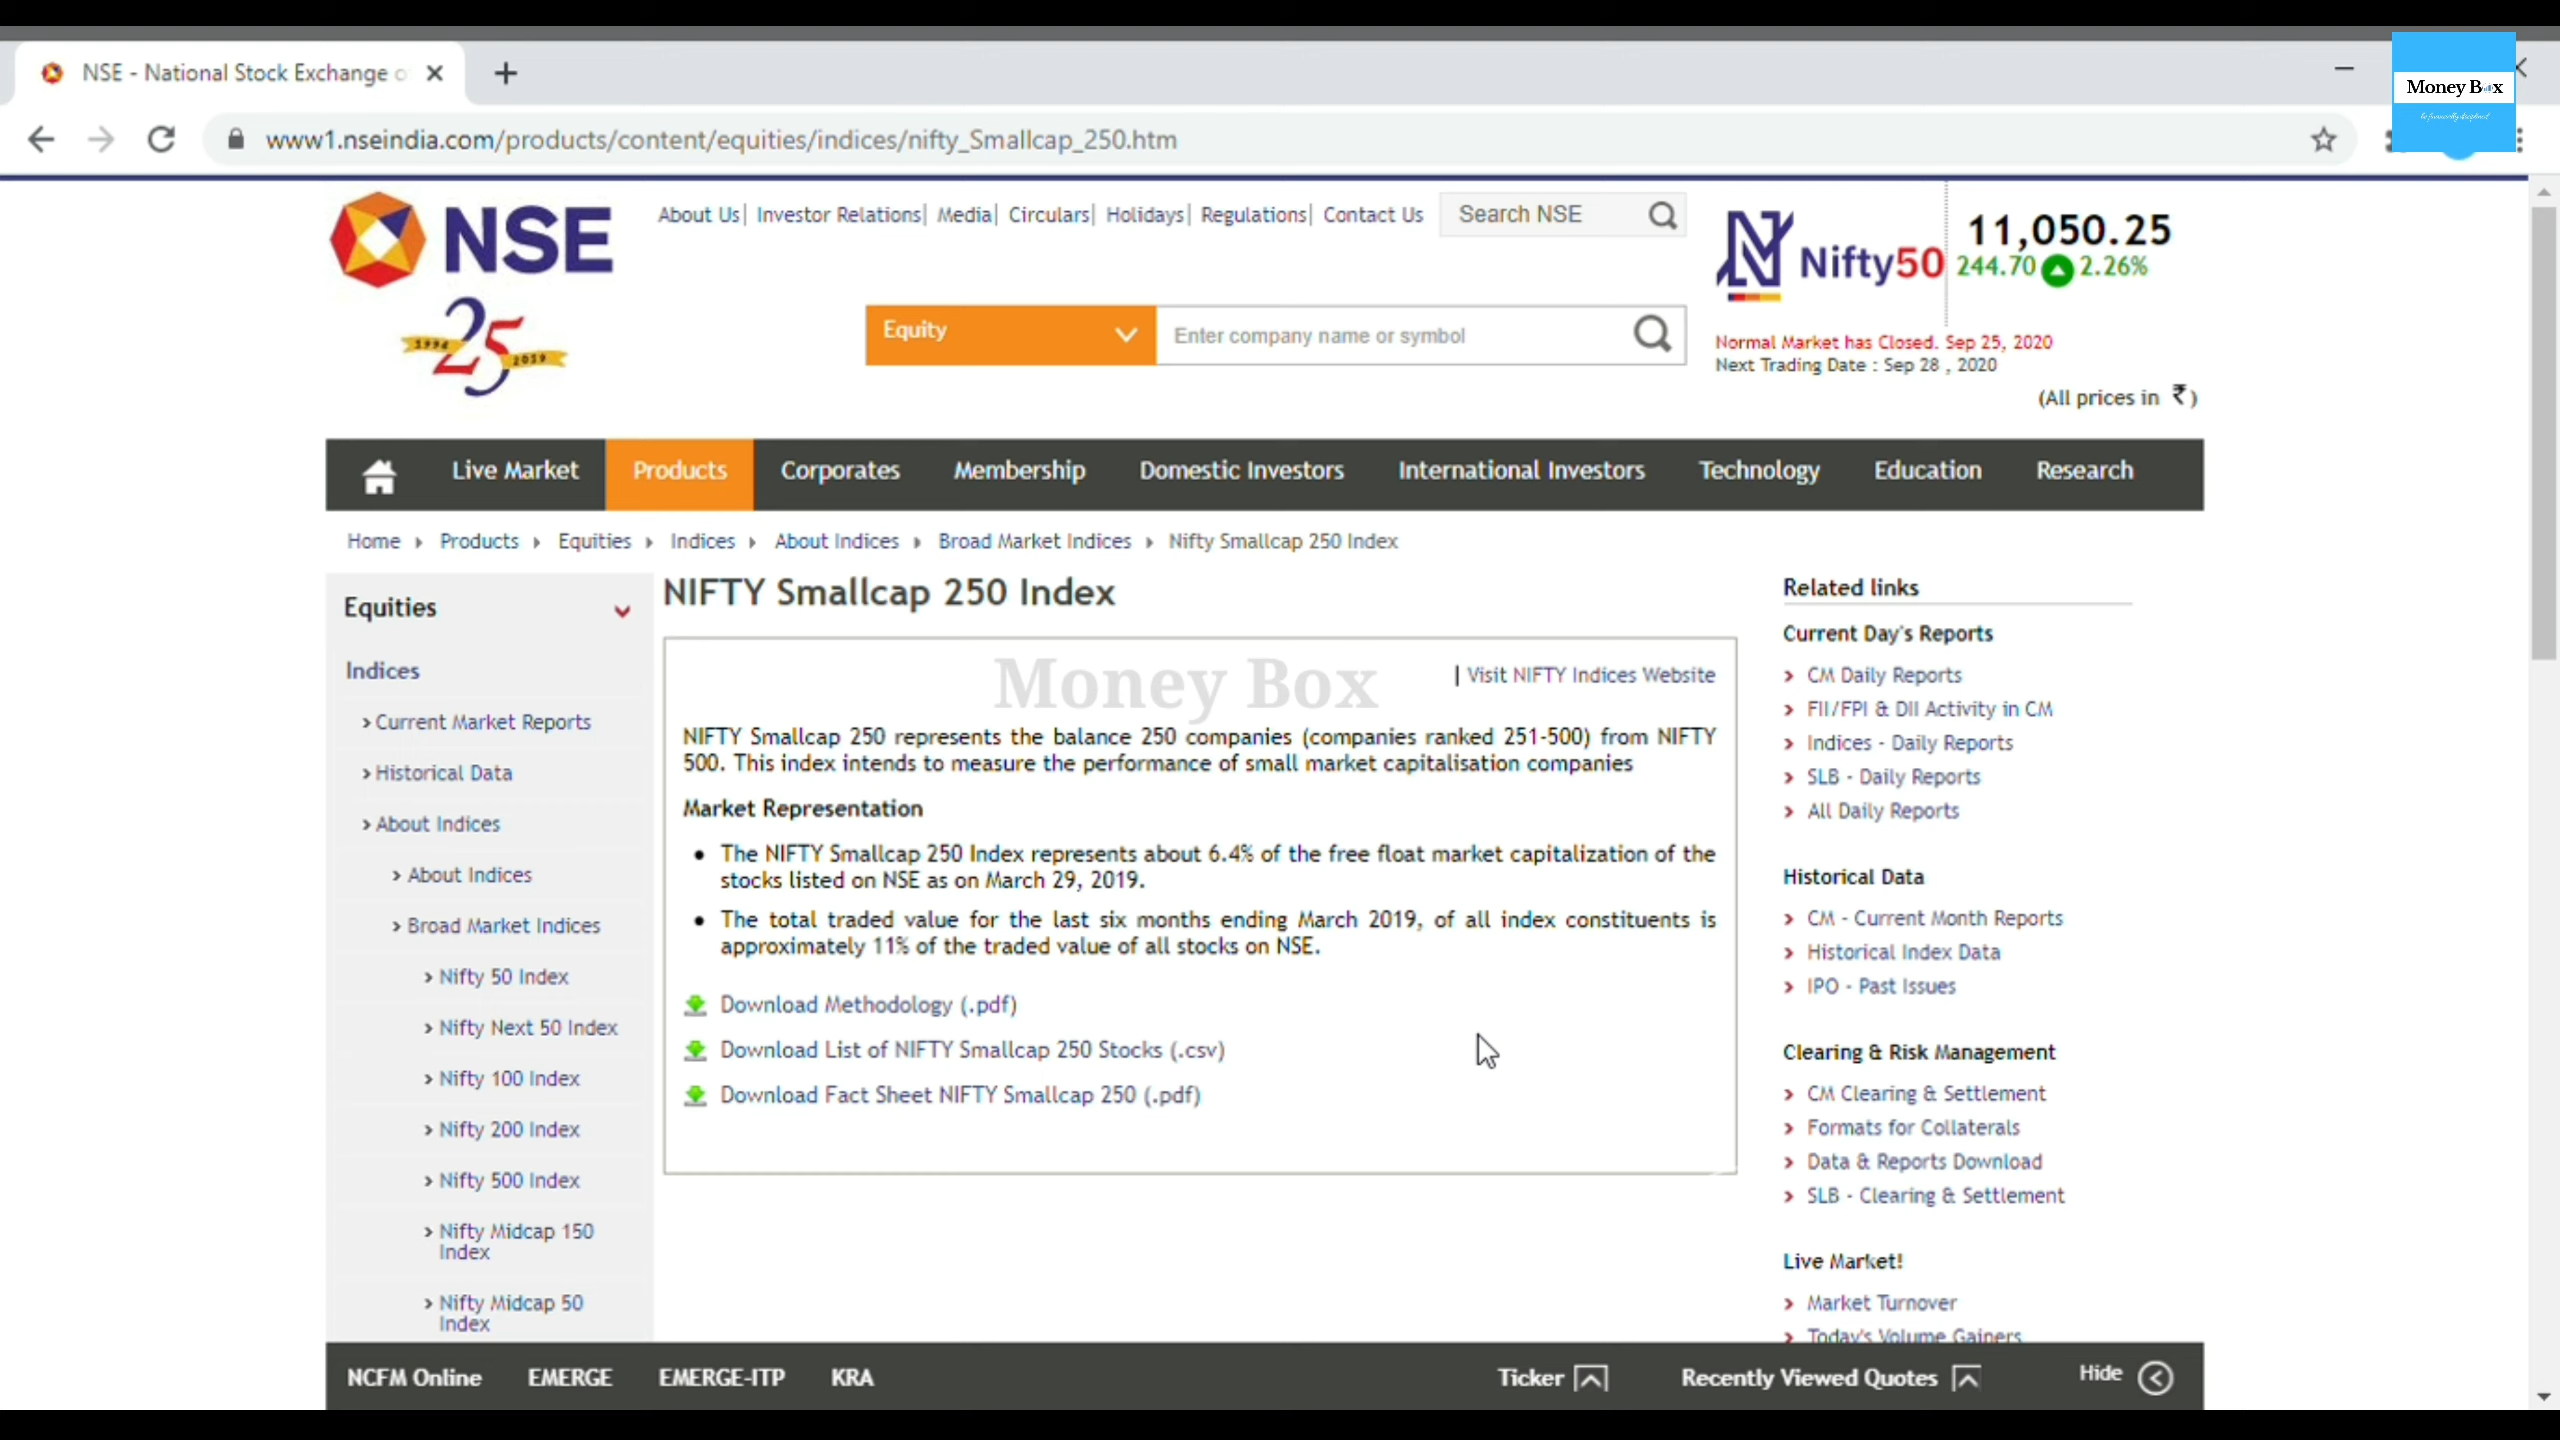 NSE - National Stock Exchange o
Money Box
www1.nseindia.com/products/content/equities/indices/nifty_Smallcap_250.htm
NSE
About Us| Investor Relations| Media| Circulars| Holidays| Regulations| Contact Us
Search NSE
Nifty50
11,050.25
244.70 2.26%
25
1994
2019
Equity
Enter company name or symbol
Normal Market has Closed. Sep 25, 2020
Next Trading Date : Sep 28 , 2020
(All prices in ₹)
Live Market Products Corporates Membership Domestic Investors International Investors Technology Education Research
Home Products Equities Indices About Indices Broad Market Indices Nifty Smallcap 250 Index
Equities
Indices
Current Market Reports
Historical Data
About Indices
About Indices
Broad Market Indices
Nifty 50 Index
Nifty Next 50 Index
Nifty 100 Index
Nifty 200 Index
Nifty 500 Index
Nifty Midcap 150
Index
Nifty Midcap 50
Index
NIFTY Smallcap 250 Index
Money Box
| Visit NIFTY Indices Website
NIFTY Smallcap 250 represents the balance 250 companies (companies ranked 251-500) from NIFTY
500. This index intends to measure the performance of small market capitalisation companies
Market Representation
• The NIFTY Smallcap 250 Index represents about 6.4% of the free float market capitalization of the
stocks listed on NSE as on March 29, 2019.
• The total traded value for the last six months ending March 2019, of all index constituents is
approximately 11% of the traded value of all stocks on NSE.
Download Methodology (.pdf)
Download List of NIFTY Smallcap 250 Stocks (.csv)
Download Fact Sheet NIFTY Smallcap 250 (.pdf)
Related links
Current Day's Reports
CM Daily Reports
FII/FPI & DII Activity in CM
Indices - Daily Reports
SLB - Daily Reports
All Daily Reports
Historical Data
CM - Current Month Reports
Historical Index Data
IPO - Past Issues
Clearing & Risk Management
CM Clearing & Settlement
Formats for Collaterals
Data & Reports Download
SLB - Clearing & Settlement
Live Market!
Market Turnover
Today's Volume Gainers
NCFM Online EMERGE EMERGE-ITP KRA Ticker Recently Viewed Quotes Hide